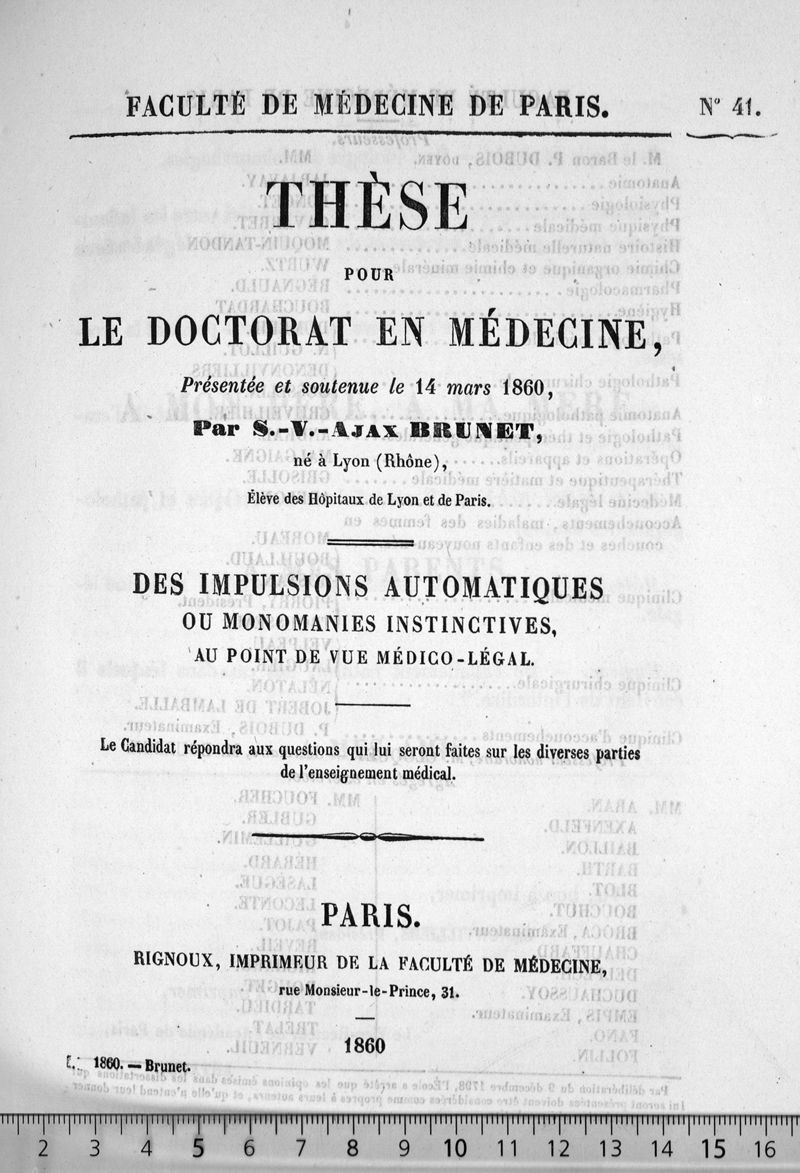 FACULTÉ DE MÉDECINE DE PARIS. N° 41.
THÈSE
POUR
LE DOCTORAT EN MÉDECINE,
Présentée et soutenue le 14 mars 1860,
Par S.-V.-AJAX BRUNET,
né à Lyon (Rhône),
Élève des Hôpitaux de Lyon et de Paris.
DES IMPULSIONS AUTOMATIQUES
OU MONOMANIES INSTINCTIVES,
AU POINT DE VUE MÉDICO-LÉGAL.
Le Candidat répondra aux questions qui lui seront faites sur les diverses parties
de l'enseignement médical.
PARIS.
RIGNOUX, IMPRIMEUR DE LA FACULTÉ DE MÉDECINE,
rue Monsieur-le-Prince, 31.
1860
1860. — Brunet.
2 3 4 5 6 7 8 9 10 11 12 13 14 15 16